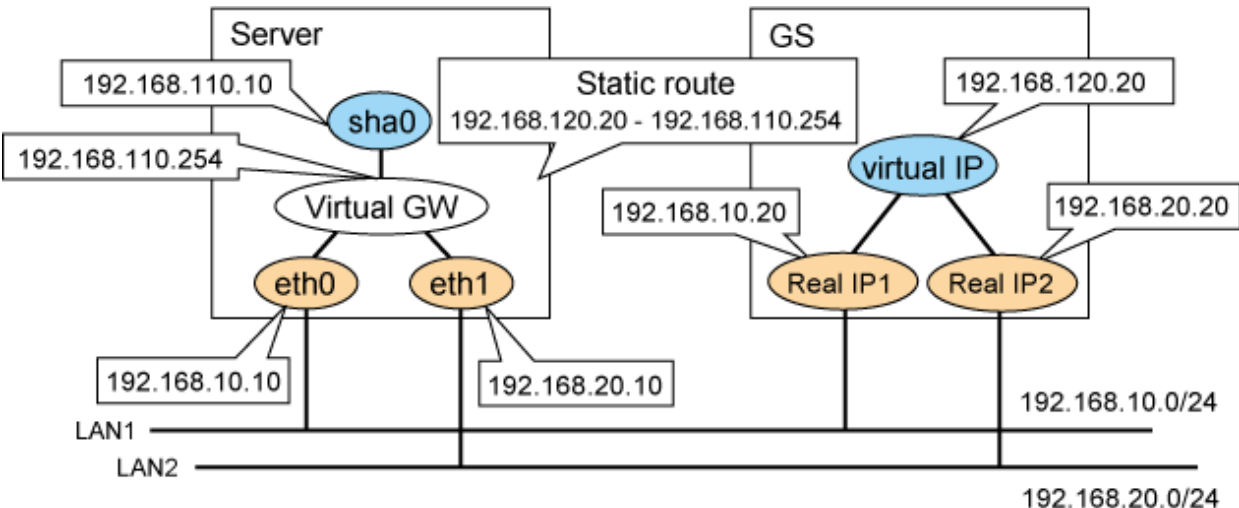 Server
GS
192.168.110.10
Static route
192.168.120.20 - 192.168.110.254
192.168.120.20
sha0
192.168.110.254
virtual IP
Virtual GW
192.168.10.20
192.168.20.20
eth0
eth1
Real IP1
Real IP2
192.168.10.10
192.168.20.10
192.168.10.0/24
LAN1
LAN2
192.168.20.0/24